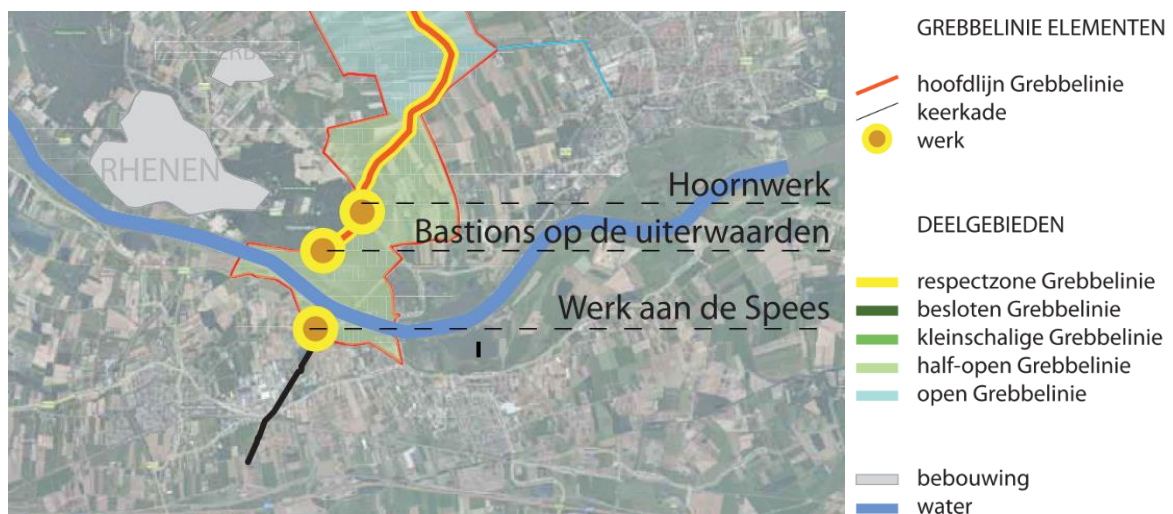 RHENEN
Hoornwerk
Bastions op de uiterwaarden
Werk aan de Spees
GREBBELINIE ELEMENTEN
hoofdlijn Grebbelinie
keerkade
werk
DEELGEBIEDEN
respectzone Grebbelinie
besloten Grebbelinie
kleinschalige Grebbelinie
half-open Grebbelinie
open Grebbelinie
bebouwing
water